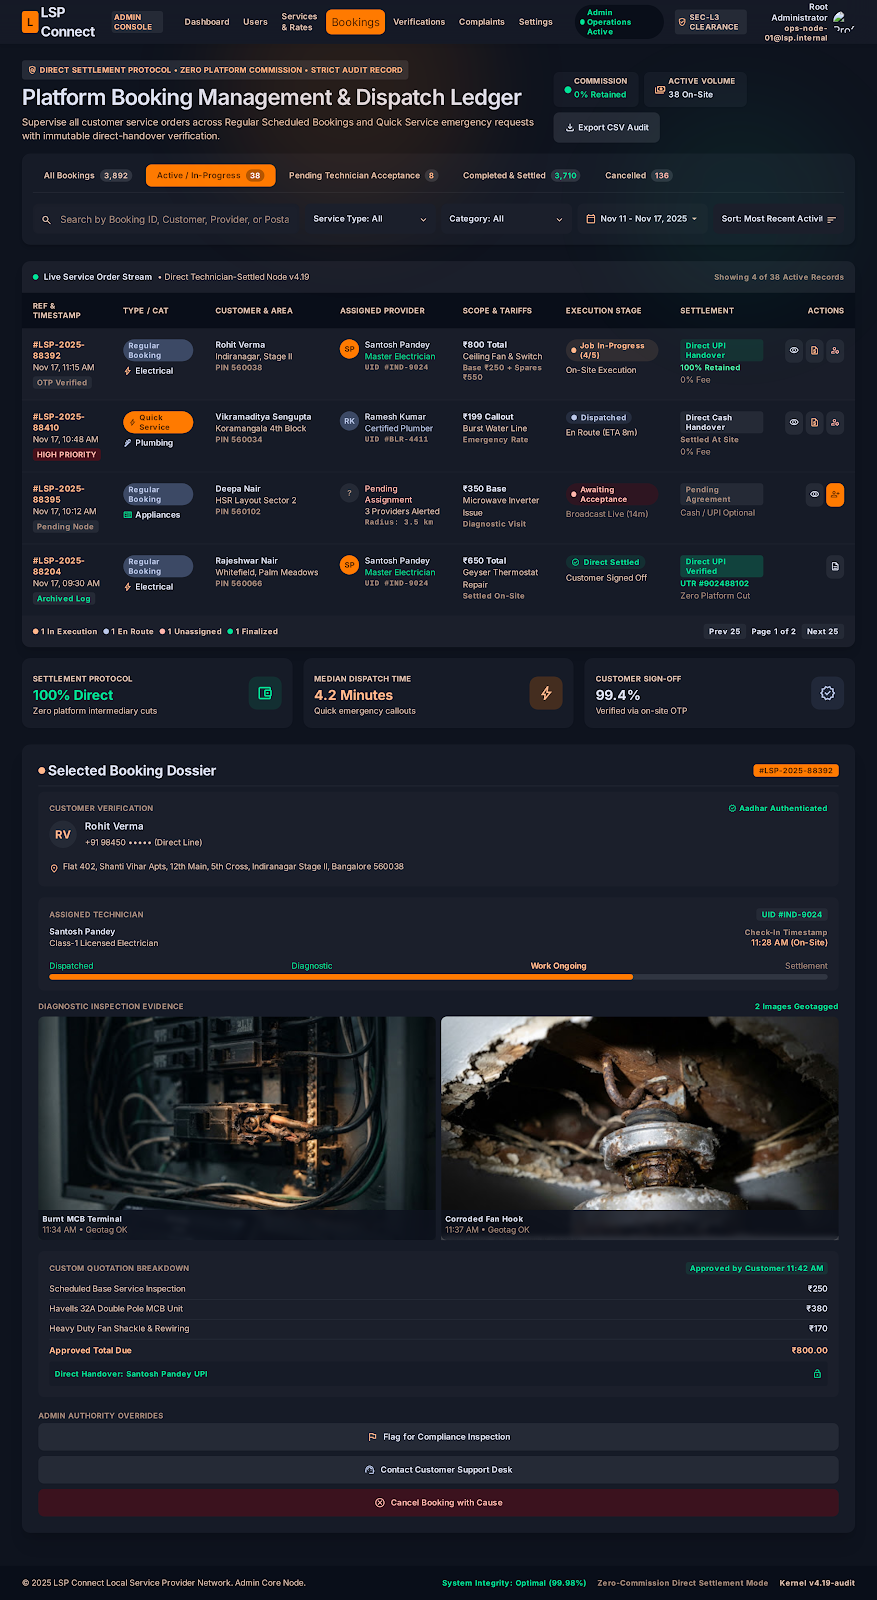 L
LSP
Connect
ADMIN
CONSOLE
Dashboard
Users
Services
& Rates
Bookings
Verifications
Complaints
Settings
Admin
Operations
Active
SEC-L3
CLEARANCE
Root
Administrator
ops-node-
01@lsp.internal
DIRECT SETTLEMENT PROTOCOL • ZERO PLATFORM COMMISSION • STRICT AUDIT RECORD
Platform Booking Management & Dispatch Ledger
Supervise all customer service orders across Regular Scheduled Bookings and Quick Service emergency requests
with immutable direct-handover verification.
COMMISSION
0% Retained
ACTIVE VOLUME
38 On-Site
Export CSV Audit
All Bookings 3,892
Active / In-Progress 38
Pending Technician Acceptance 8
Completed & Settled 3,710
Cancelled 136
Search by Booking ID, Customer, Provider, or Posta
Service Type: All
Category: All
Nov 11 - Nov 17, 2025
Sort: Most Recent Activit
Live Service Order Stream • Direct Technician-Settled Node v4.19
Showing 4 of 38 Active Records
REF &
TIMESTAMP
TYPE / CAT
CUSTOMER & AREA
ASSIGNED PROVIDER
SCOPE & TARIFFS
EXECUTION STAGE
SETTLEMENT
ACTIONS
#LSP-2025-
88392
Nov 17, 11:15 AM
OTP Verified
Regular
Booking
Electrical
Rohit Verma
Indiranagar, Stage II
PIN 560038
SP
Santosh Pandey
Master Electrician
UID #IND-9024
₹800 Total
Ceiling Fan & Switch
Base ₹250 + Spares
₹550
Job In-Progress
(4/5)
On-Site Execution
Direct UPI
Handover
100% Retained
0% Fee
#LSP-2025-
88410
Nov 17, 10:48 AM
HIGH PRIORITY
Quick
Service
Plumbing
Vikramaditya Sengupta
Koramangala 4th Block
PIN 560034
RK
Ramesh Kumar
Certified Plumber
UID #BLR-4411
₹199 Callout
Burst Water Line
Emergency Rate
Dispatched
En Route (ETA 8m)
Direct Cash
Handover
Settled At Site
0% Fee
#LSP-2025-
88395
Nov 17, 10:12 AM
Pending Node
Regular
Booking
Appliances
Deepa Nair
HSR Layout Sector 2
PIN 560102
?
Pending
Assignment
3 Providers Alerted
Radius: 3.5 km
₹350 Base
Microwave Inverter
Issue
Diagnostic Visit
Awaiting
Acceptance
Broadcast Live (14m)
Pending
Agreement
Cash / UPI Optional
#LSP-2025-
88204
Nov 17, 09:30 AM
Archived Log
Regular
Booking
Electrical
Rajeshwar Nair
Whitefield, Palm Meadows
PIN 560066
SP
Santosh Pandey
Master Electrician
UID #IND-9024
₹650 Total
Geyser Thermostat
Repair
Settled On-Site
Direct Settled
Customer Signed Off
Direct UPI
Verified
UTR #902488102
Zero Platform Cut
1 In Execution
1 En Route
1 Unassigned
1 Finalized
Prev 25
Page 1 of 2
Next 25
SETTLEMENT PROTOCOL
100% Direct
Zero platform intermediary cuts
MEDIAN DISPATCH TIME
4.2 Minutes
Quick emergency callouts
CUSTOMER SIGN-OFF
99.4%
Verified via on-site OTP
Selected Booking Dossier
#LSP-2025-88392
CUSTOMER VERIFICATION
Aadhar Authenticated
RV
Rohit Verma
+91 98450 ••••• (Direct Line)
Flat 402, Shanti Vihar Apts, 12th Main, 5th Cross, Indiranagar Stage II, Bangalore 560038
ASSIGNED TECHNICIAN
UID #IND-9024
Santosh Pandey
Class-1 Licensed Electrician
Check-In Timestamp
11:28 AM (On-Site)
Dispatched
Diagnostic
Work Ongoing
Settlement
DIAGNOSTIC INSPECTION EVIDENCE
2 Images Geotagged
Burnt MCB Terminal
11:34 AM • Geotag OK
Corroded Fan Hook
11:37 AM • Geotag OK
CUSTOM QUOTATION BREAKDOWN
Approved by Customer 11:42 AM
Scheduled Base Service Inspection ₹250
Havells 32A Double Pole MCB Unit ₹380
Heavy Duty Fan Shackle & Rewiring ₹170
Approved Total Due ₹800.00
Direct Handover: Santosh Pandey UPI
ADMIN AUTHORITY OVERRIDES
Flag for Compliance Inspection
Contact Customer Support Desk
Cancel Booking with Cause
© 2025 LSP Connect Local Service Provider Network. Admin Core Node.
System Integrity: Optimal (99.98%)
Zero-Commission Direct Settlement Mode
Kernel v4.19-audit